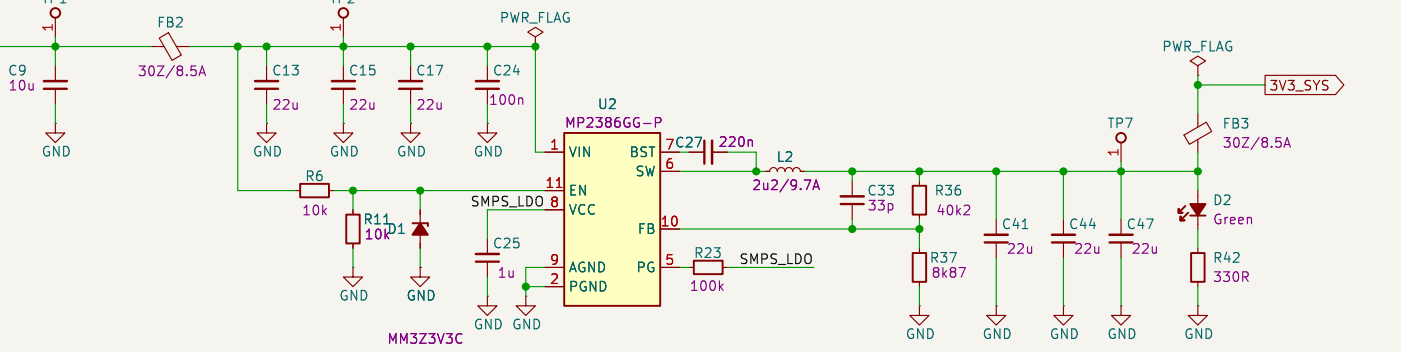 TP1
TP2
PWR_FLAG
FB2
30Z/8.5A
1
1
C9
10u
GND
C13
22u
GND
C15
22u
GND
C17
22u
GND
C24
100n
GND
U2
MP2386GG-P
1
VIN
11
EN
8
VCC
9
AGND
2
PGND
BST
7
SW
6
FB
10
PG
5
R6
10k
R11
10k
GND
D1
GND
MM3Z3V3C
SMPS_LDO
C25
1u
GND
GND
C27
220n
L2
2u2/9.7A
C33
33p
R36
40k2
R37
8k87
GND
R23
100k
SMPS_LDO
C41
22u
GND
C44
22u
GND
TP7
1
C47
22u
GND
PWR_FLAG
3V3_SYS
FB3
30Z/8.5A
D2
Green
R42
330R
GND